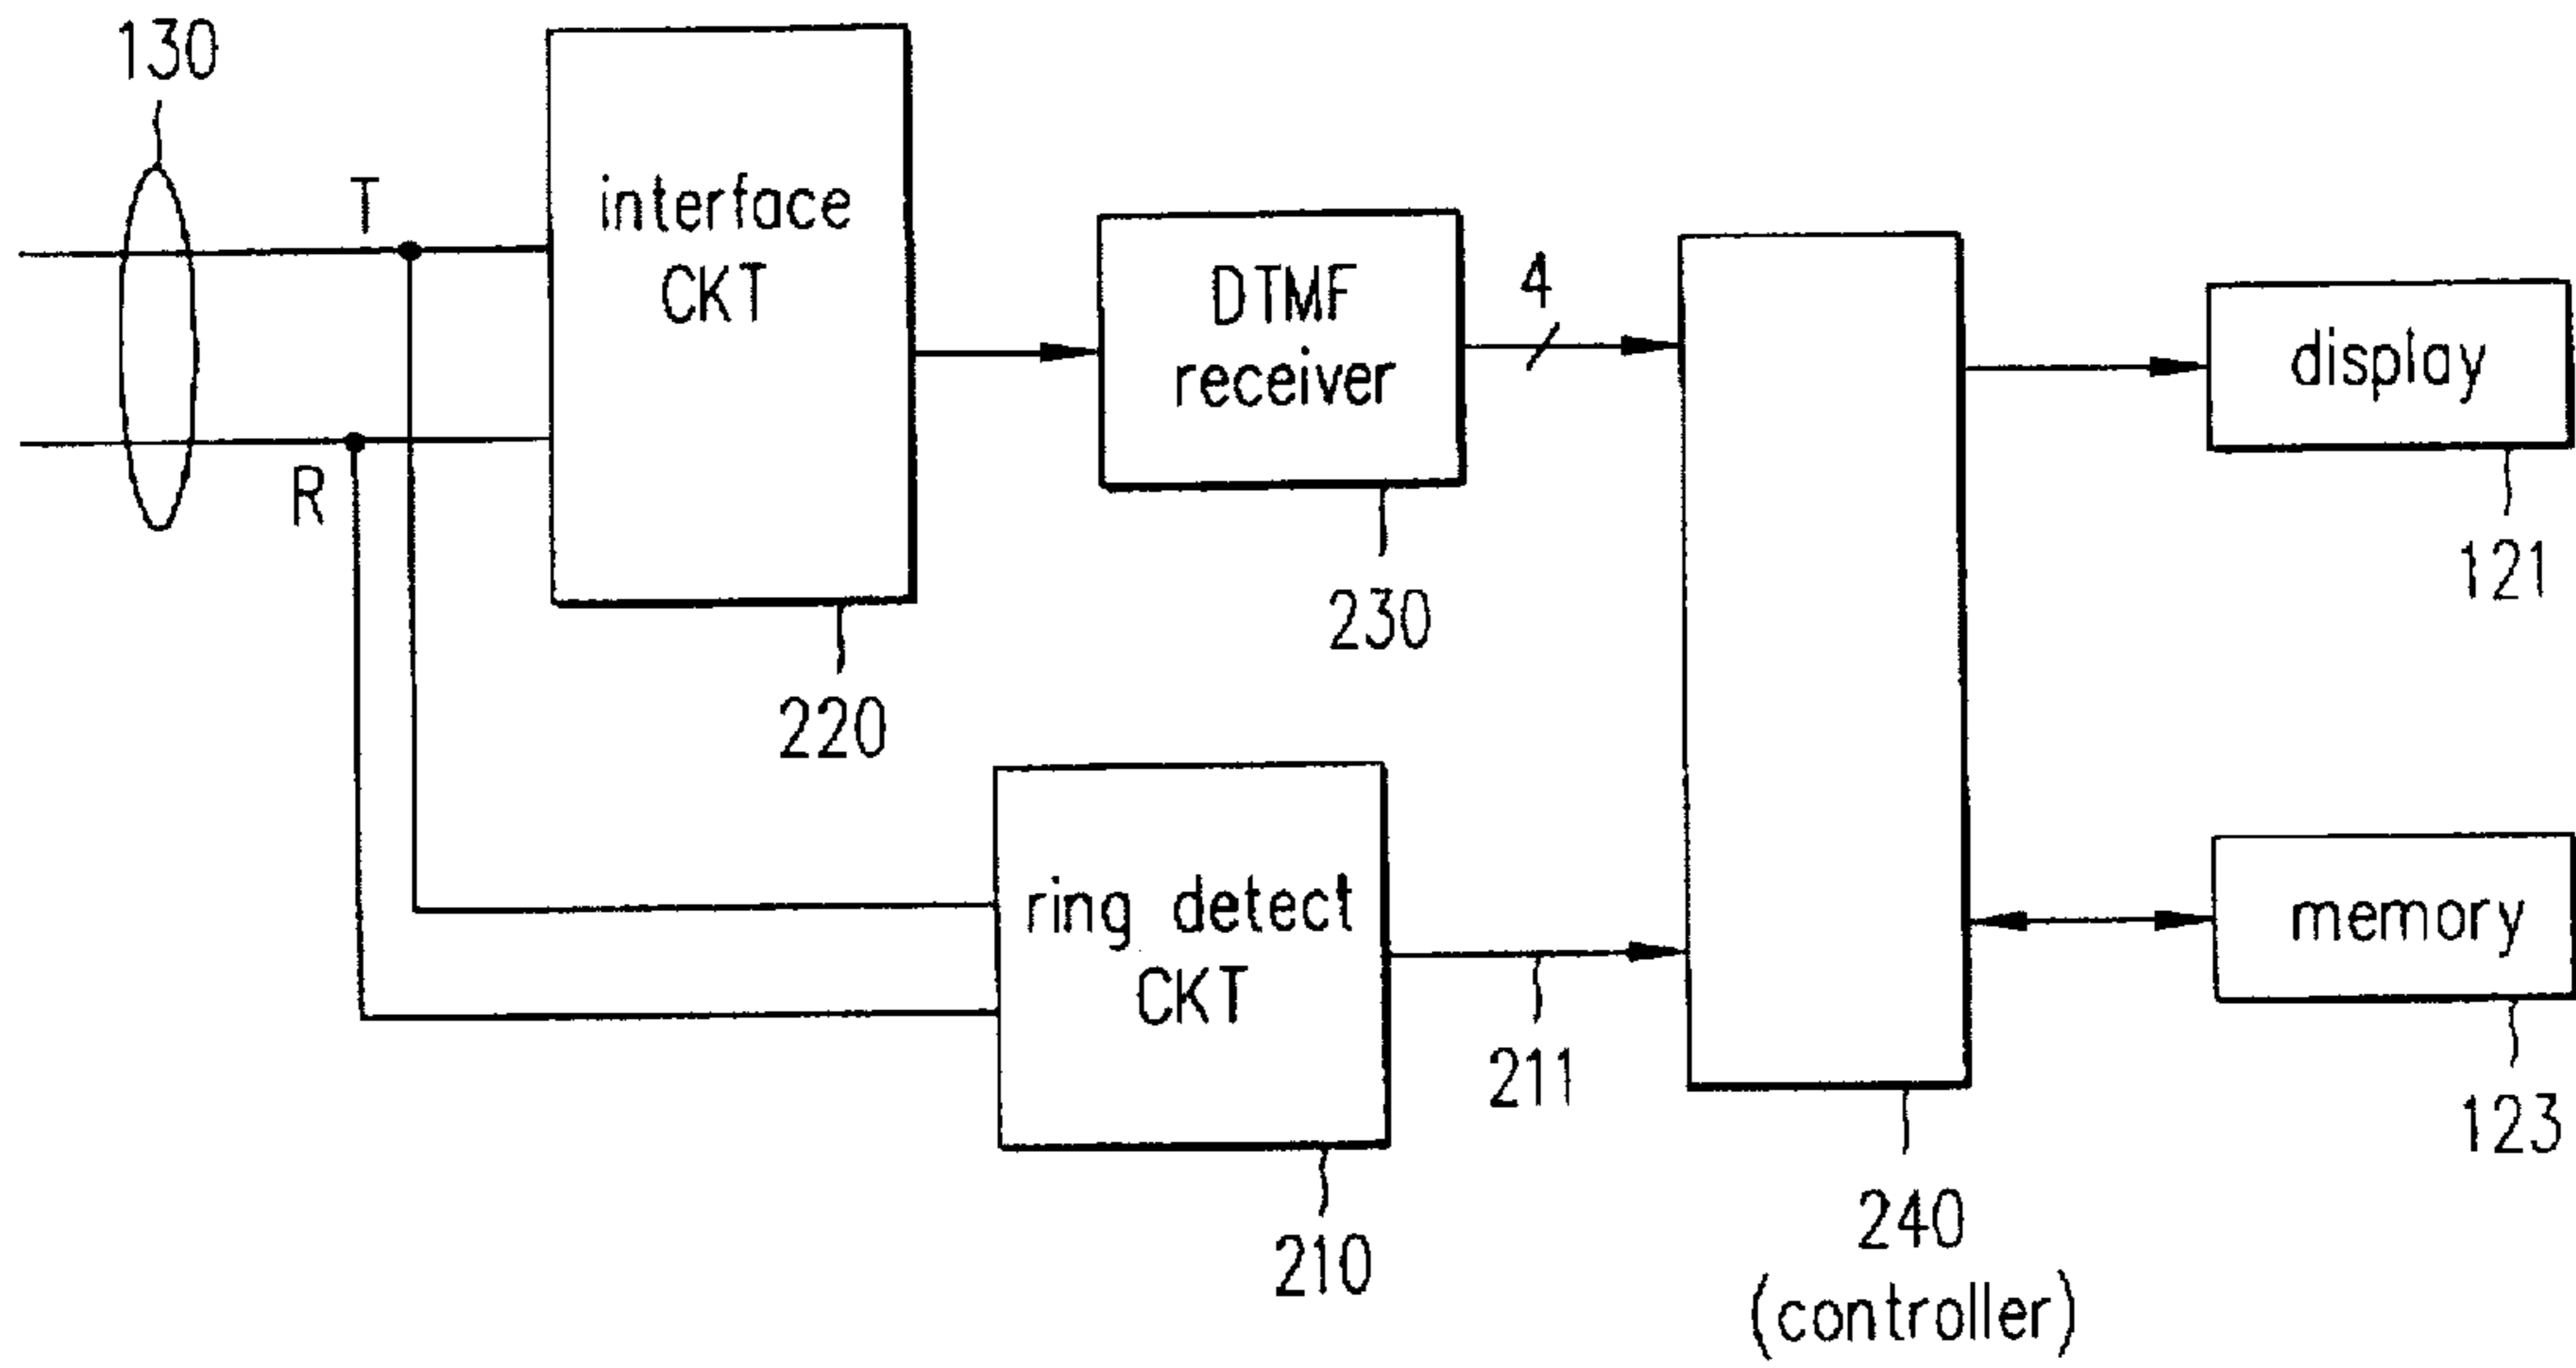 130
T
R
interface
CKT
220
DTMF
receiver
230
4
ring detect
CKT
210
211
240
(controller)
display
121
memory
123